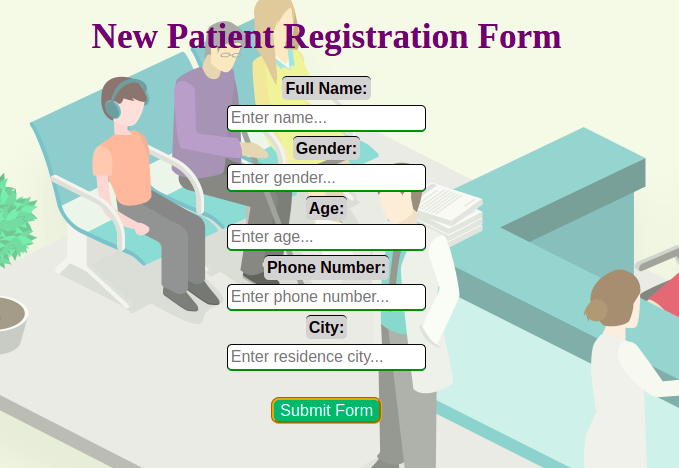 New Patient Registration Form
Full Name:
Enter name...
Gender:
Enter gender...
Age:
Enter age...
Phone Number:
Enter phone number...
City:
Enter residence city...
Submit Form